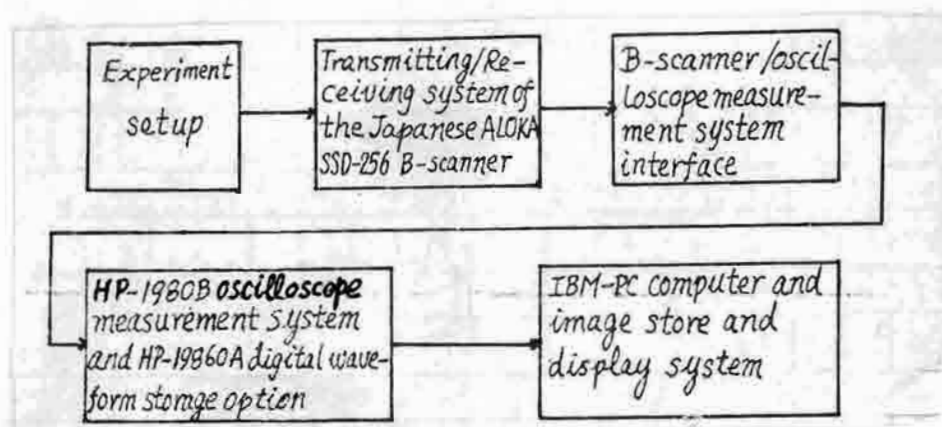 Experiment
setup
Transmitting/Re-
ceiving system of
the Japanese ALOKA
SSD-256 B-scanner
B-scanner/oscil-
loscope measure-
ment system
interface
HP-1980B oscilloscope
measurement system
and HP-19860A digital wave-
form storage option
IBM-PC computer and
image store and
display system